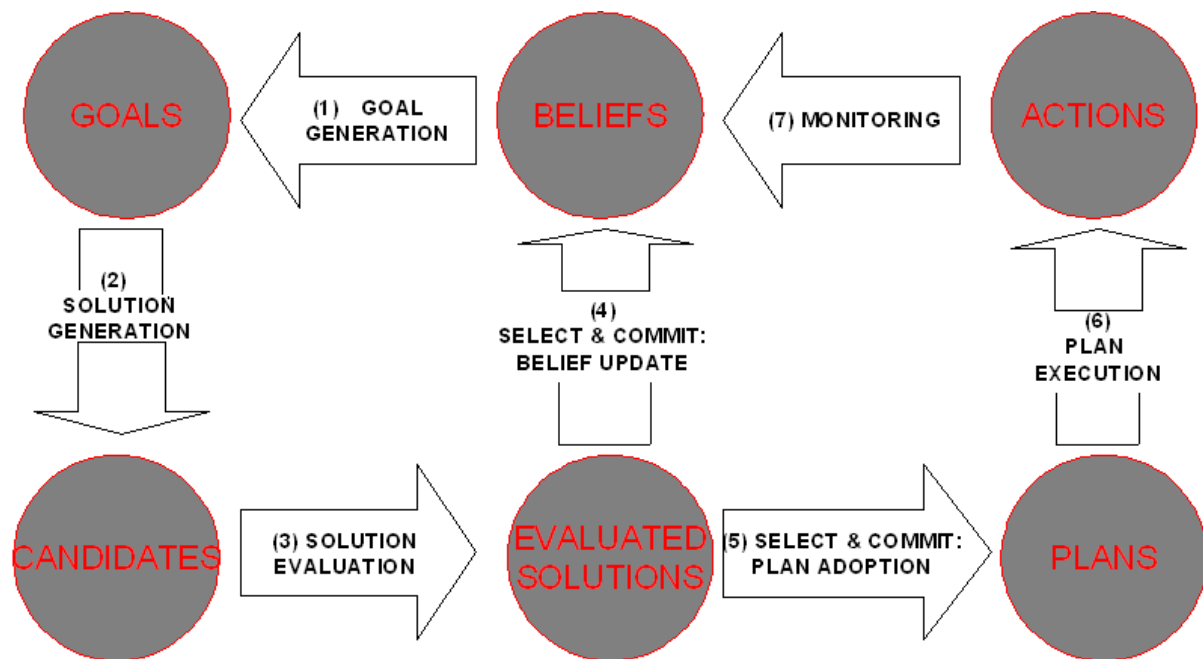 GOALS
(1) GOAL
GENERATION
BELIEFS
(7) MONITORING
ACTIONS
(2)
SOLUTION
GENERATION
(4)
SELECT & COMMIT:
BELIEF UPDATE
(6)
PLAN
EXECUTION
CANDIDATES
(3) SOLUTION
EVALUATION
EVALUATED
SOLUTIONS
(5) SELECT & COMMIT:
PLAN ADOPTION
PLANS